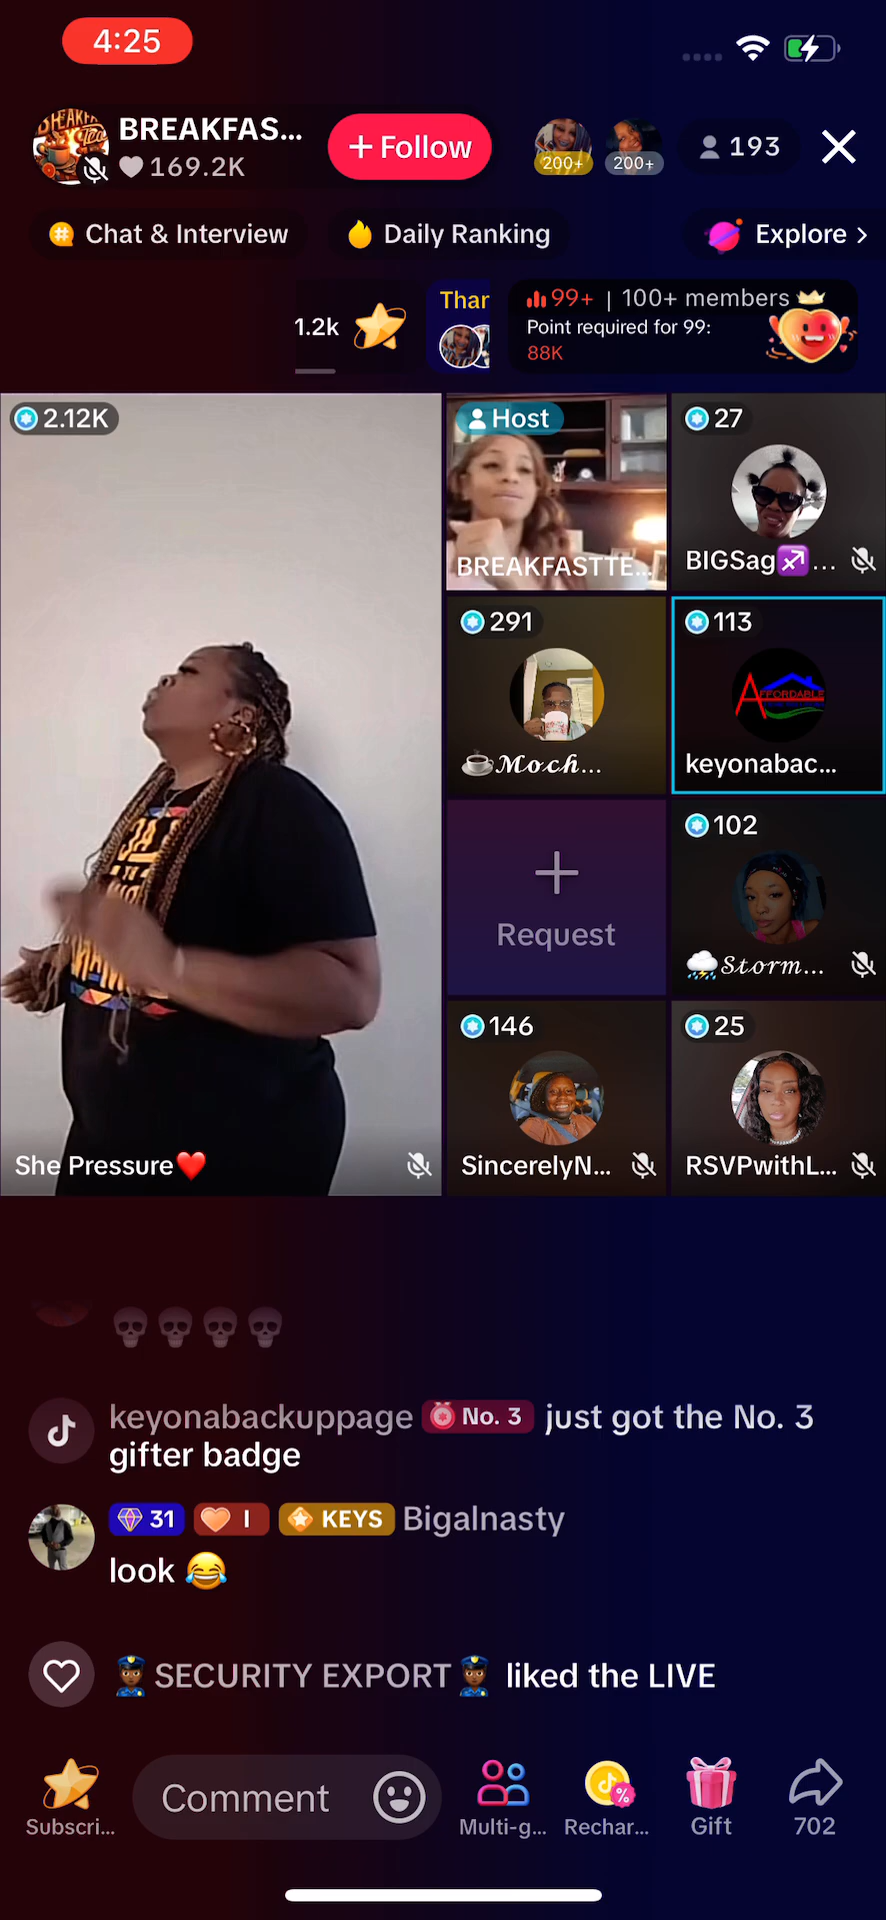 4:25
BREAKFAS...
169.2K
+ Follow
200+
200+
193
Chat & Interview
Daily Ranking
Explore >
1.2k
Thar
99+ | 100+ members
Point required for 99:
88K
2.12K
Host
BREAKFASTTE...
27
BIGSag♐...
291
☕𝓜𝓸𝓬𝓱...
113
AFFORDABLE
keyonabac...
Request
102
⛈️𝓢𝓽𝓸𝓻𝓶...
146
SincerelyN...
25
RSVPwithL...
She Pressure❤️
💀💀💀💀
keyonabackuppage No. 3 just got the No. 3
gifter badge
31 I KEYS Bigalnasty
look 😂
👮🏾‍♂️SECURITY EXPORT👮🏾‍♂️ liked the LIVE
Comment
Subscri...
Multi-g...
Rechar...
Gift
702